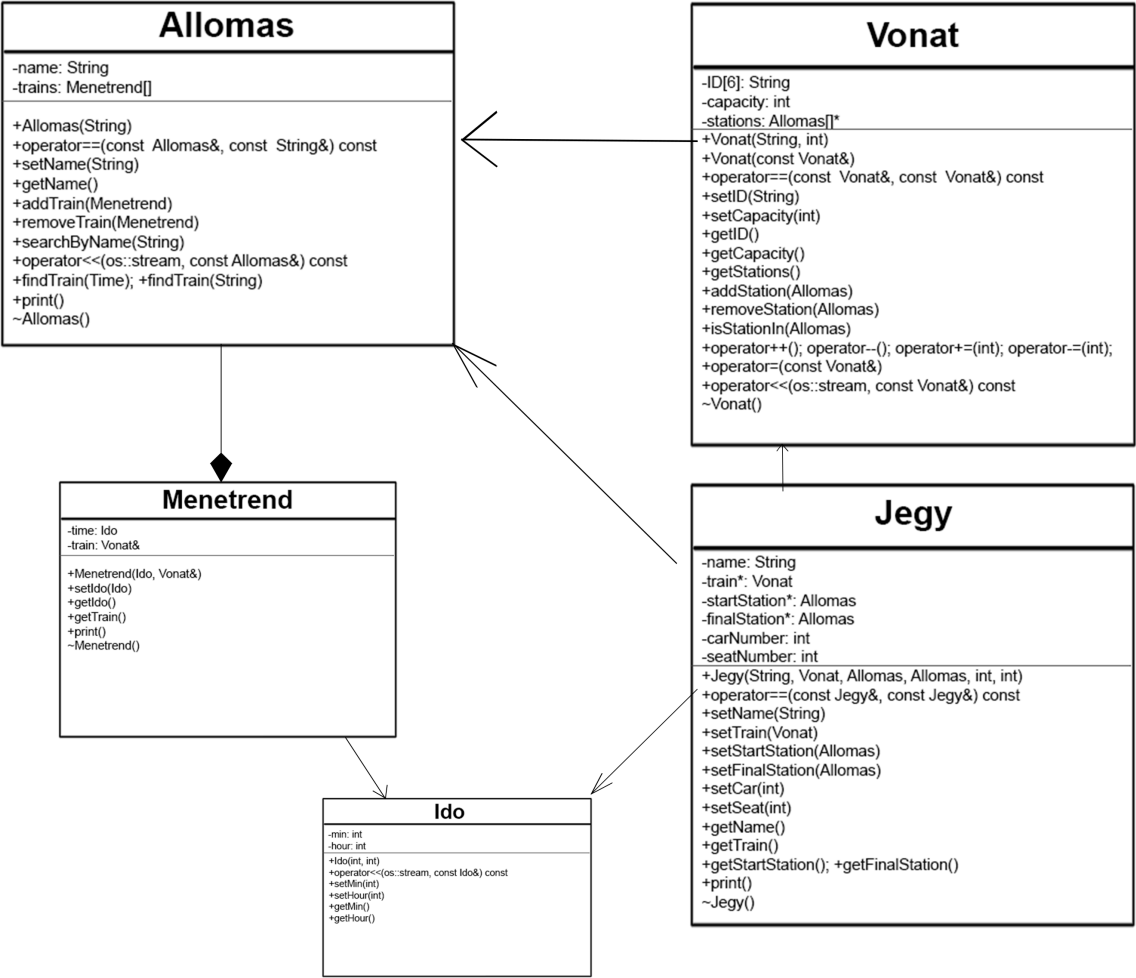 Allomas
-name: String
-trains: Menetrend[]
+Allomas(String)
+operator==(const Allomas&, const String&) const
+setName(String)
+getName()
+addTrain(Menetrend)
+removeTrain(Menetrend)
+searchByName(String)
+operator<<(os::stream, const Allomas&) const
+findTrain(Time); +findTrain(String)
+print()
~Allomas()
Vonat
-ID[6]: String
-capacity: int
-stations: Allomas[]*
+Vonat(String, int)
+Vonat(const Vonat&)
+operator==(const Vonat&, const Vonat&) const
+setID(String)
+setCapacity(int)
+getID()
+getCapacity()
+getStations()
+addStation(Allomas)
+removeStation(Allomas)
+isStationIn(Allomas)
+operator++(); operator--(); operator+=(int); operator-=(int);
+operator=(const Vonat&)
+operator<<(os::stream, const Vonat&) const
~Vonat()
Menetrend
-time: Ido
-train: Vonat&
+Menetrend(Ido, Vonat&)
+setIdo(Ido)
+getIdo()
+getTrain()
+print()
~Menetrend()
Jegy
-name: String
-train*: Vonat
-startStation*: Allomas
-finalStation*: Allomas
-carNumber: int
-seatNumber: int
+Jegy(String, Vonat, Allomas, Allomas, int, int)
+operator==(const Jegy&, const Jegy&) const
+setName(String)
+setTrain(Vonat)
+setStartStation(Allomas)
+setFinalStation(Allomas)
+setCar(int)
+setSeat(int)
+getName()
+getTrain()
+getStartStation(); +getFinalStation()
+print()
~Jegy()
Ido
-min: int
-hour: int
+Ido(int, int)
+operator<<(os::stream, const Ido&) const
+setMin(int)
+setHour(int)
+getMin()
+getHour()